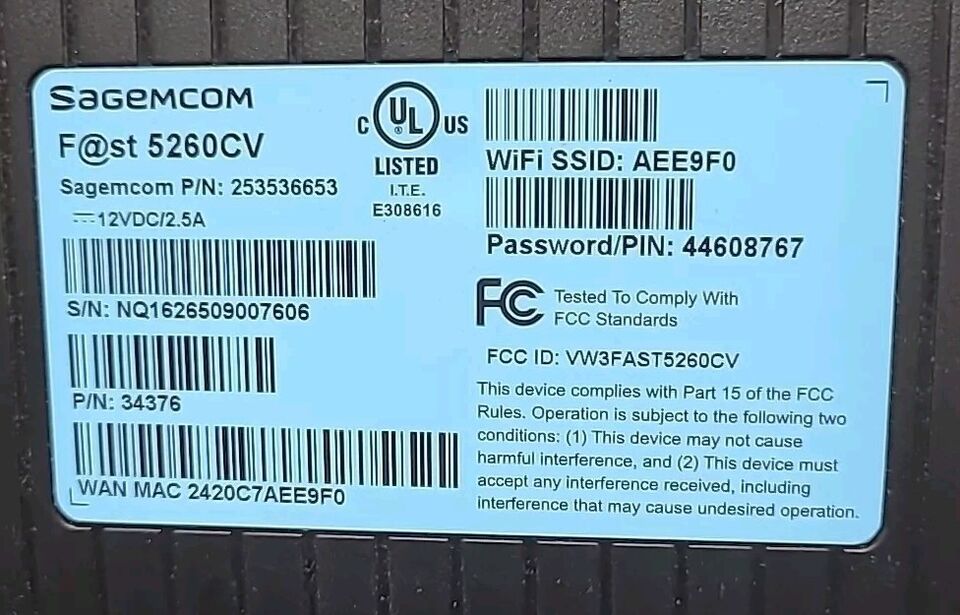 SAGEMCOM
F@st 5260CV
Sagemcom P/N: 253536653
12VDC/2.5A
S/N: NQ1626509007606
P/N: 34376
WAN MAC 2420C7AEE9F0
C UL ® US
LISTED
I.T.E.
E308616
WiFi SSID: AEE9F0
Password/PIN: 44608767
FC Tested To Comply With
FCC Standards
FCC ID: VW3FAST5260CV
This device complies with Part 15 of the FCC
Rules. Operation is subject to the following two
conditions: (1) This device may not cause
harmful interference, and (2) This device must
accept any interference received, including
interference that may cause undesired operation.